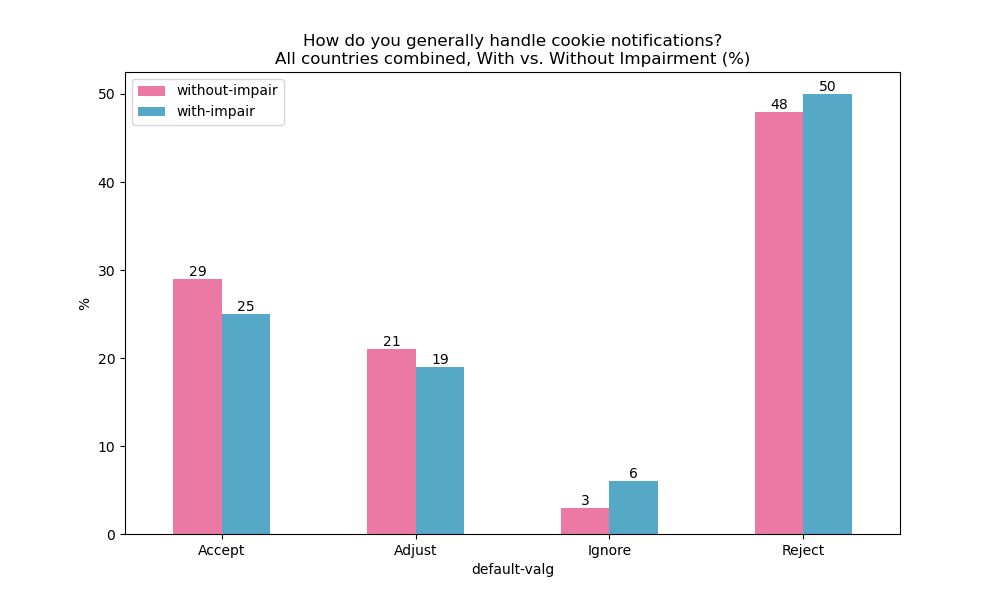 How do you generally handle cookie notifications?
All countries combined, With vs. Without Impairment (%)
without-impair
with-impair
50
40
30
20
10
0
%
29
25
21
19
3
6
48
50
Accept
Adjust
Ignore
Reject
default-valg